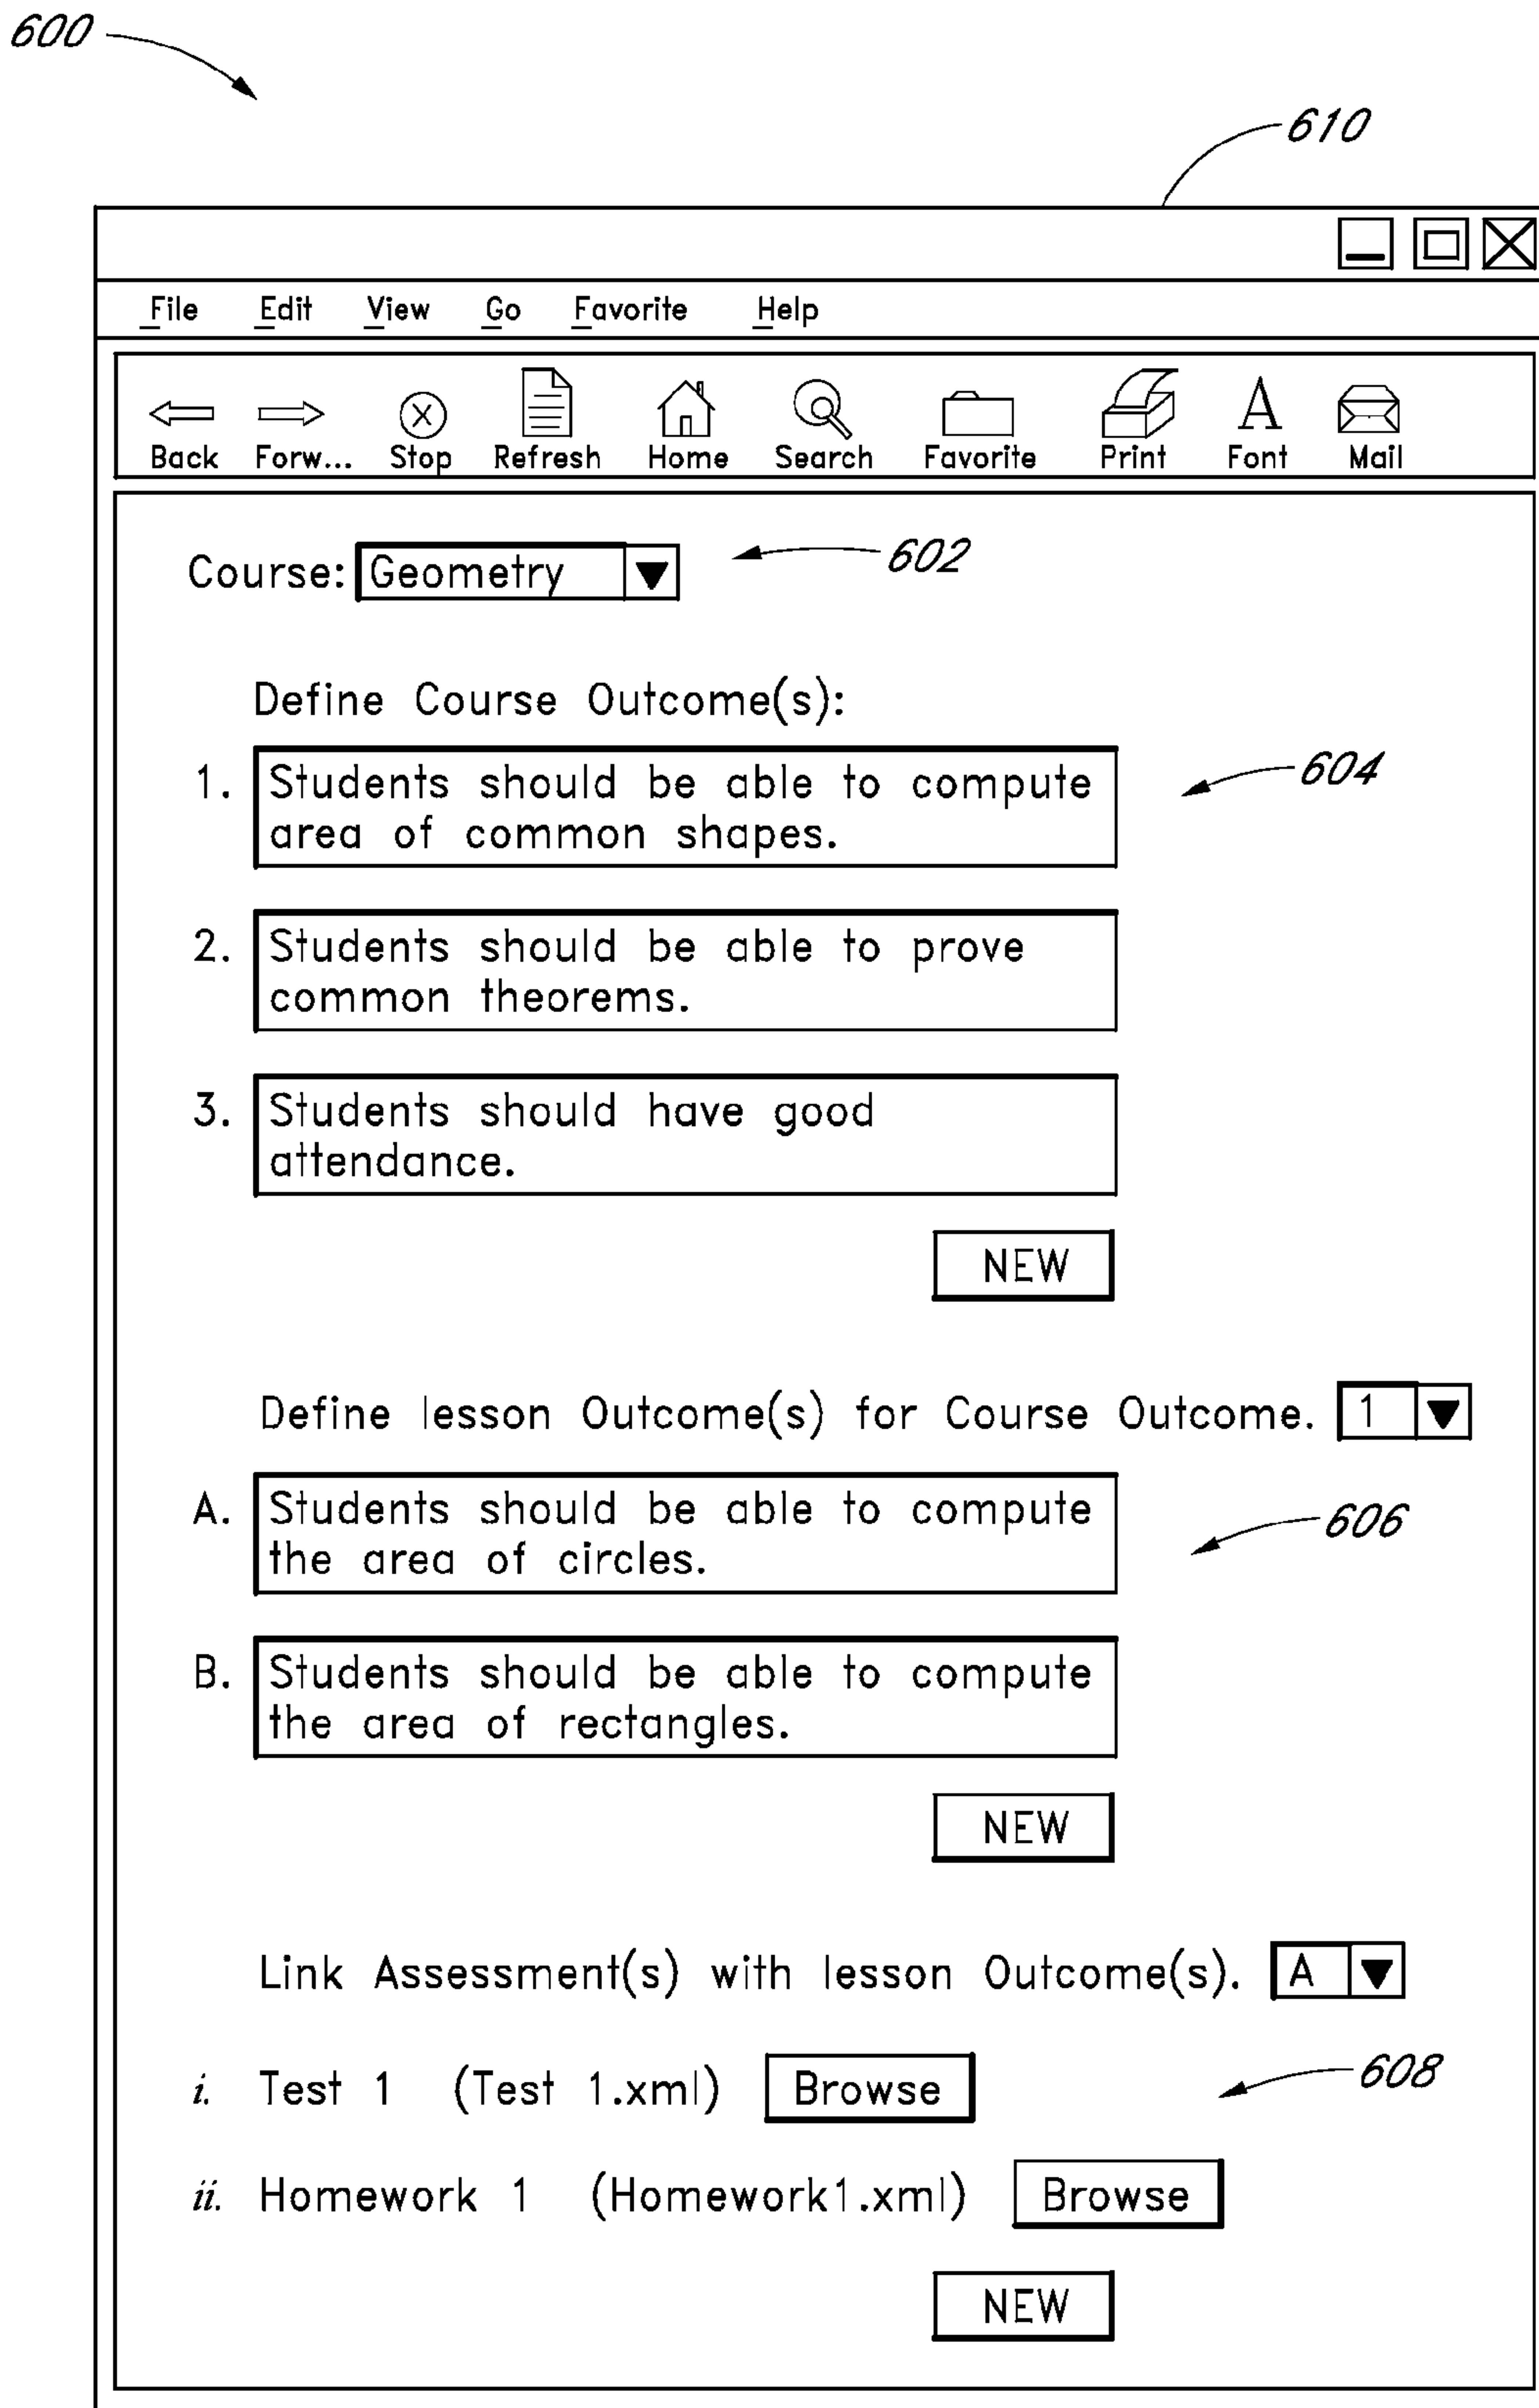 600
610
File Edit View Go Favorite Help
Back Forw... Stop Refresh Home Search Favorite Print Font Mail
Course: Geometry 602
Define Course Outcome(s):
1. Students should be able to compute 604
area of common shapes.
2. Students should be able to prove
common theorems.
3. Students should have good
attendance.
NEW
Define lesson Outcome(s) for Course Outcome. 1
A. Students should be able to compute 606
the area of circles.
B. Students should be able to compute
the area of rectangles.
NEW
Link Assessment(s) with lesson Outcome(s). A
i. Test 1 (Test 1.xml) Browse 608
ii. Homework 1 (Homework1.xml) Browse
NEW